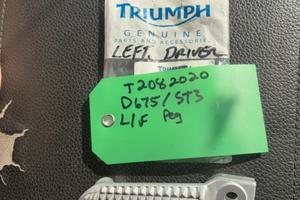 TRIUMPH
GENUINE
PARTS AND ACCESSORIES
LEFT. DRIVER
T2082020
D675/ST3
L/F Peg